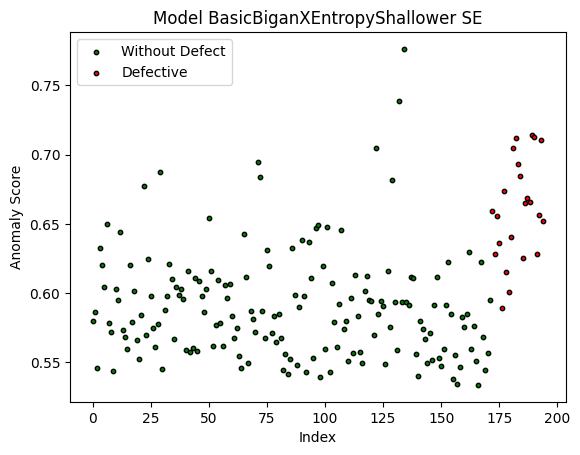 Model BasicBiganXEntropyShallower SE
Without Defect
Defective
0.75
0.70
0.65
0.60
0.55
Anomaly Score
0 25 50 75 100 125 150 175 200
Index